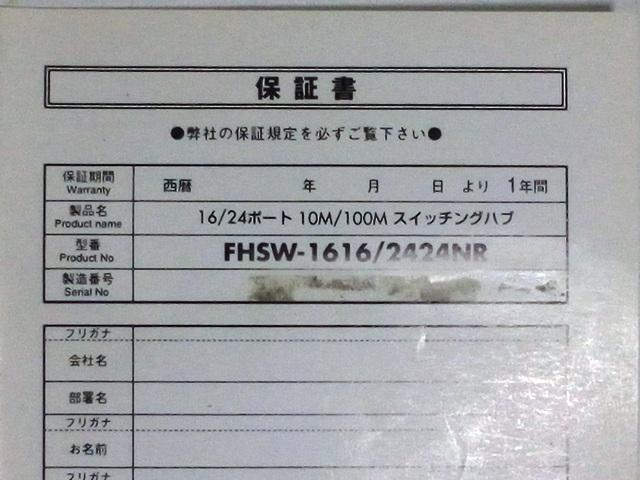 保証書
●弊社の保証規定を必ずご覧下さい●
保証期間 西暦 年 月 日 より 1年間
Warranty
製品名 16/24ポート 10M/100M スイッチングハブ
Product name
型番 FHSW-1616/2424NR
Product No
製造番号
Serial No
フリガナ
会社名
部署名
フリガナ
お名前
フリガナ